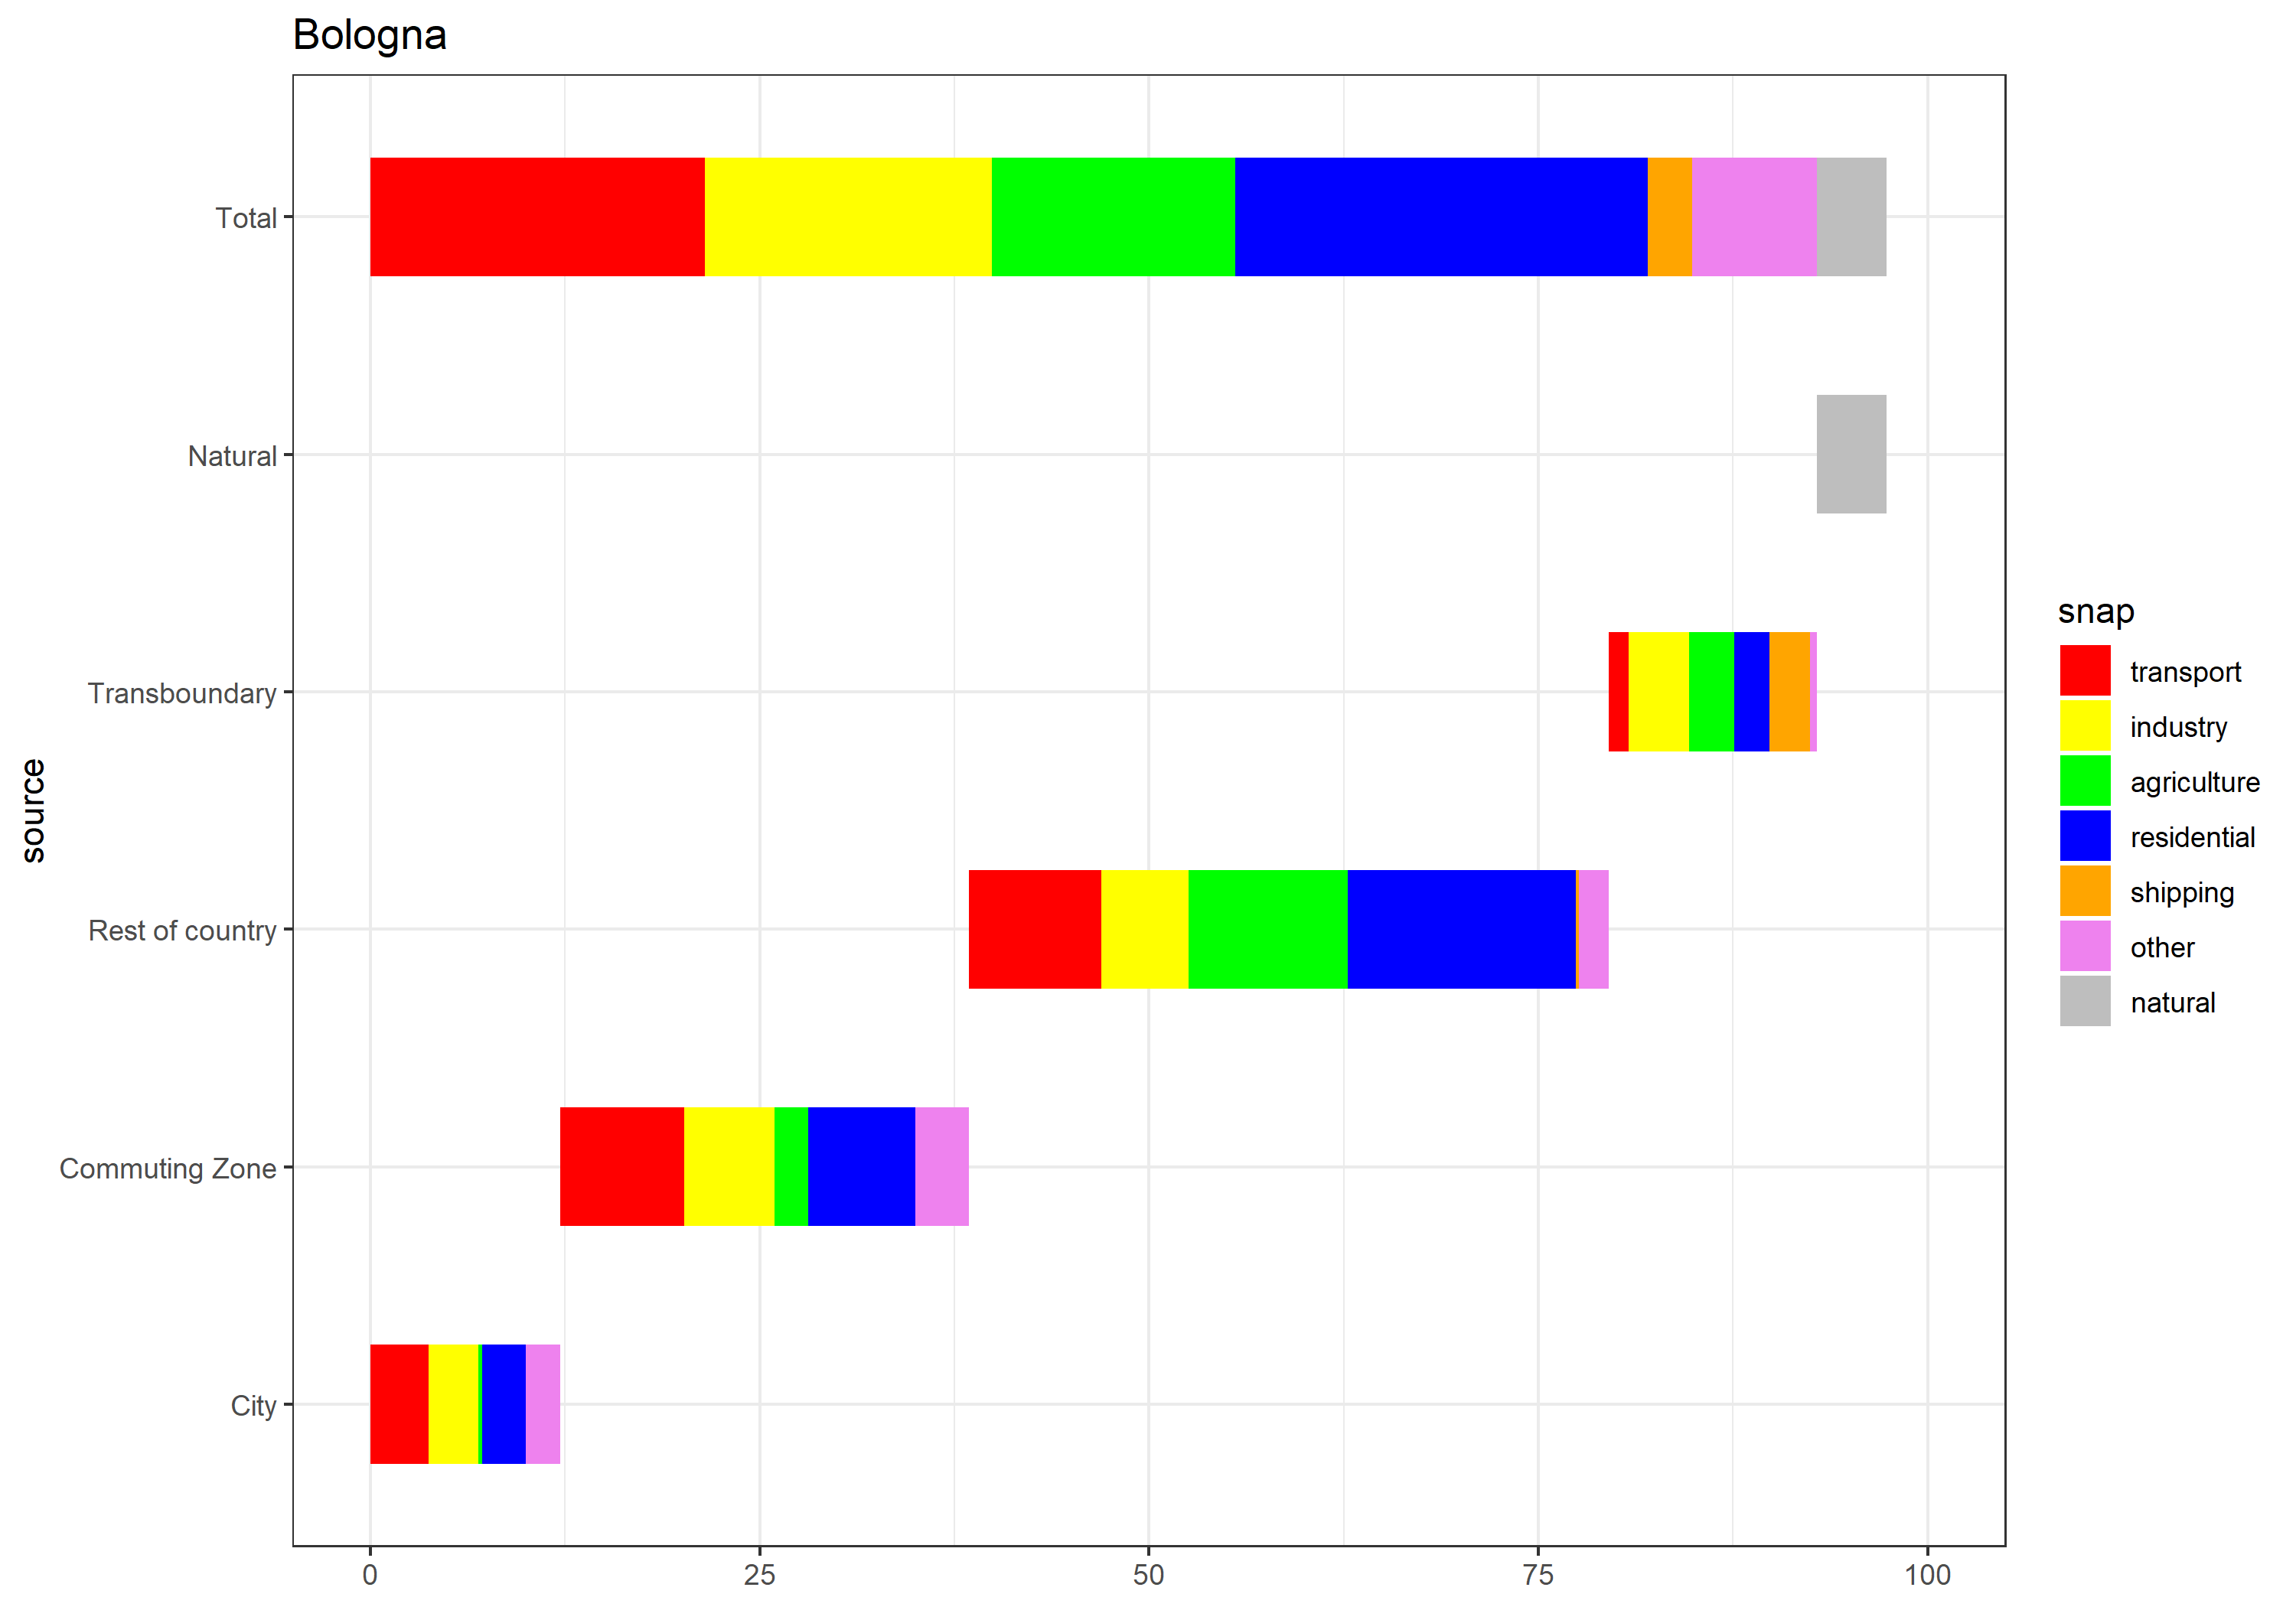 Bologna
Total
Natural
Transboundary
Rest of country
Commuting Zone
City
source
0 25 50 75 100
snap
transport
industry
agriculture
residential
shipping
other
natural